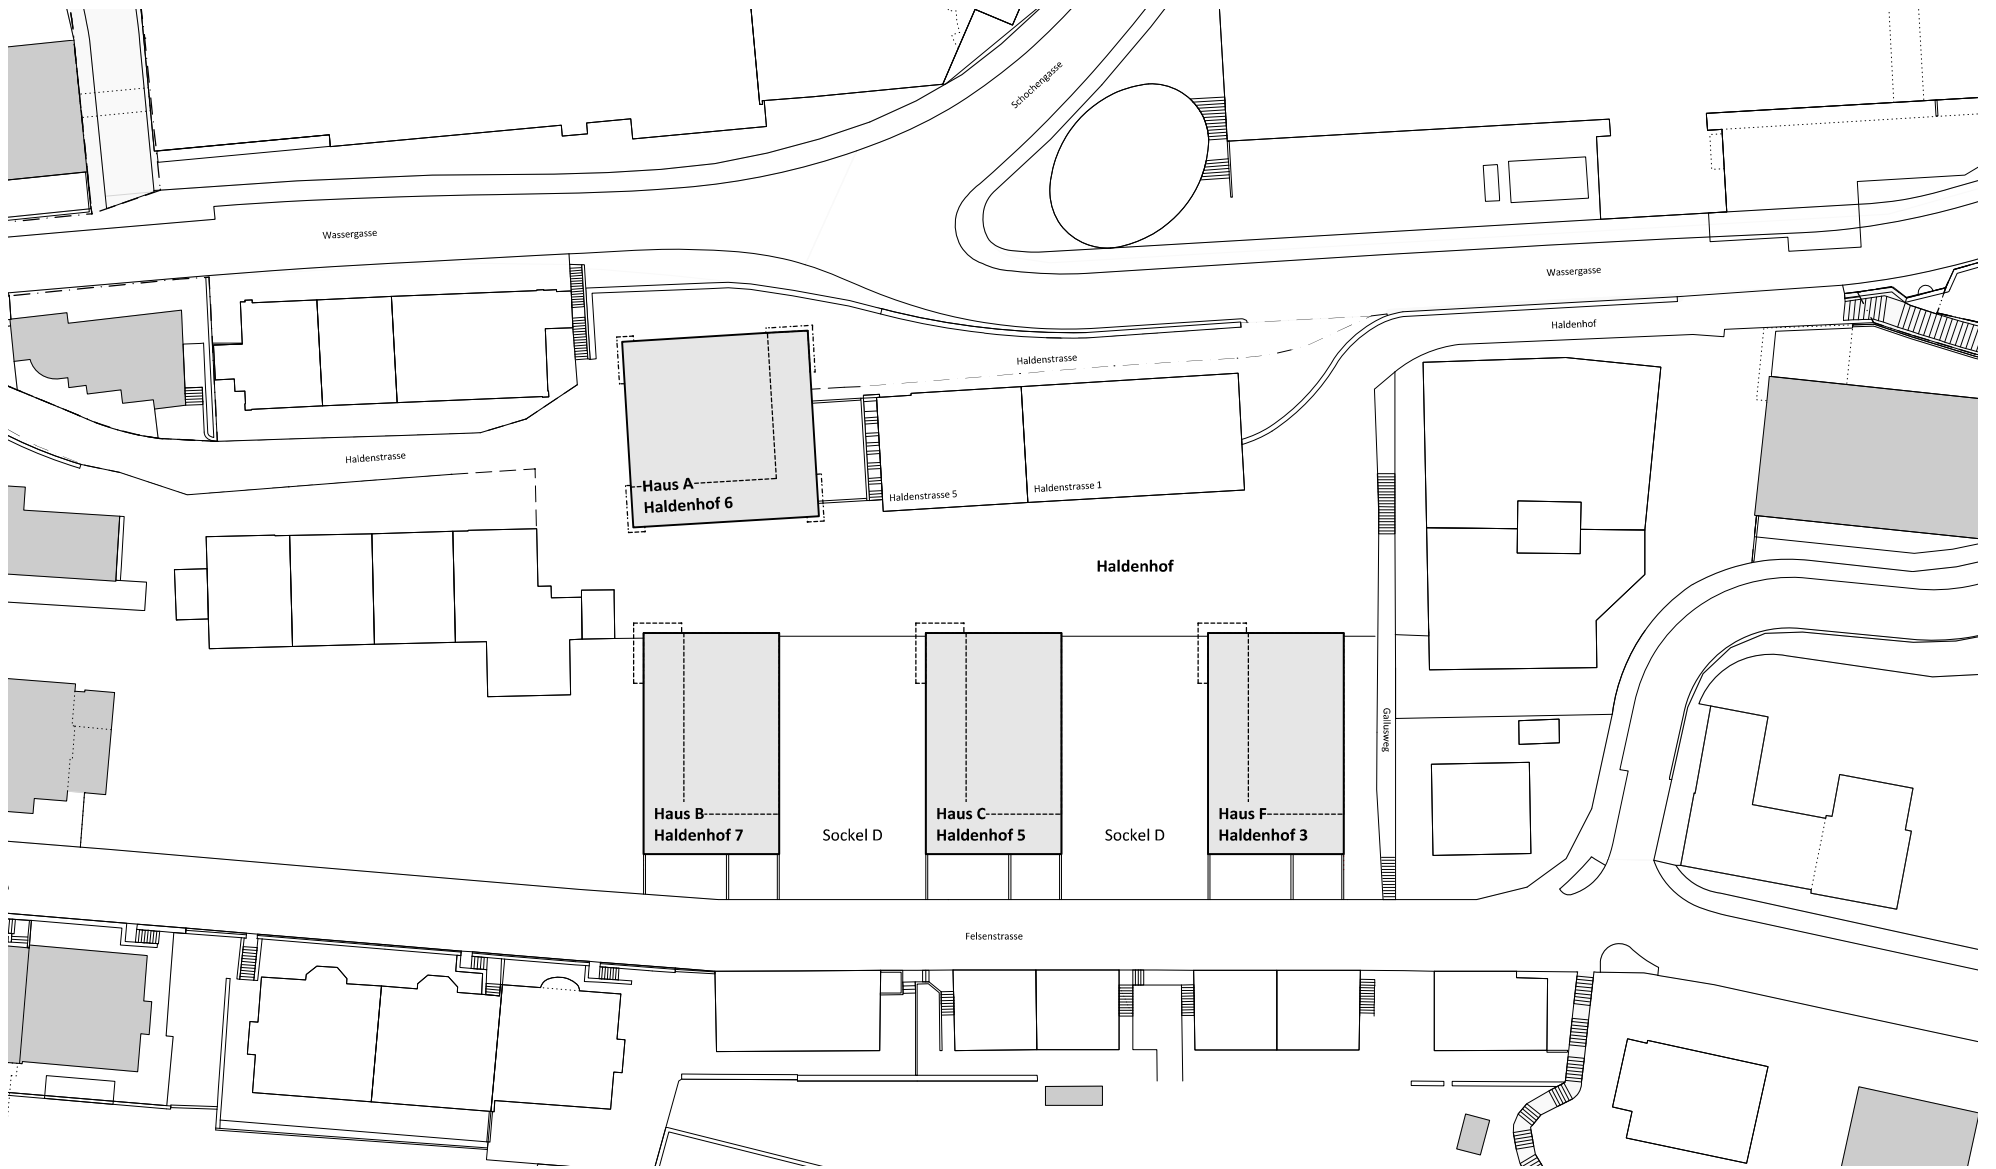 Schochengasse
Wassergasse
Wassergasse
Haldenhof
Haldenstrasse
Haldenstrasse
Haus A
Haldenhof 6
Haldenstrasse 5
Haldenstrasse 1
Haldenhof
Gallusweg
Haus B
Haldenhof 7
Sockel D
Haus C
Haldenhof 5
Sockel D
Haus F
Haldenhof 3
Felsenstrasse